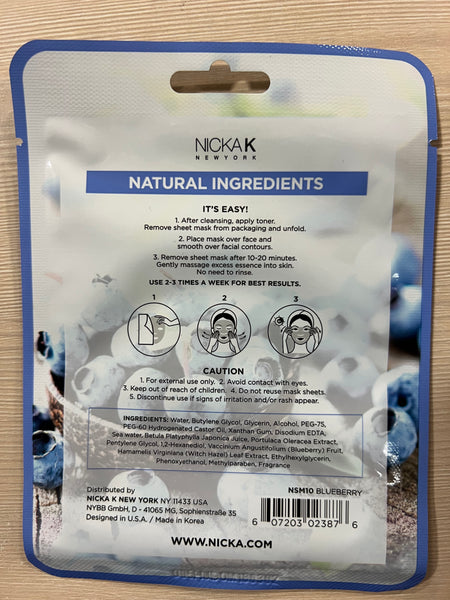 NICKA K
NEW YORK
NATURAL INGREDIENTS
IT'S EASY!
1. After cleansing, apply toner.
Remove sheet mask from packaging and unfold.
2. Place mask over face and
smooth over facial contours.
3. Remove sheet mask after 10-20 minutes.
Gently massage excess essence into skin.
No need to rinse.
USE 2-3 TIMES A WEEK FOR BEST RESULTS.
1 2 3
CAUTION
1. For external use only. 2. Avoid contact with eyes.
3. Keep out of reach of children. 4. Do not reuse mask sheets.
5. Discontinue use if signs of irritation and/or rash appear.
INGREDIENTS: Water, Butylene Glycol, Glycerin, Alcohol, PEG-75,
PEG-60 Hydrogenated Castor Oil, Xanthan Gum, Disodium EDTA,
Sea water, Betula Platyphylla Japonica Juice, Portulaca Oleracea Extract,
Pentylene Glycol, 1,2-Hexanediol, Vaccinium Angustifolium (Blueberry) Fruit,
Hamamelis Virginiana (Witch Hazel) Leaf Extract, Ethylhexylglycerin,
Phenoxyethanol, Methylparaben, Fragrance
Distributed by
NICKA K NEW YORK NY 11433 USA
NYBB GmbH, D - 41065 MG, Sophienstraße 35
Designed in U.S.A. / Made in Korea
NSM10 BLUEBERRY
6 07203 02387 6
WWW.NICKA.COM